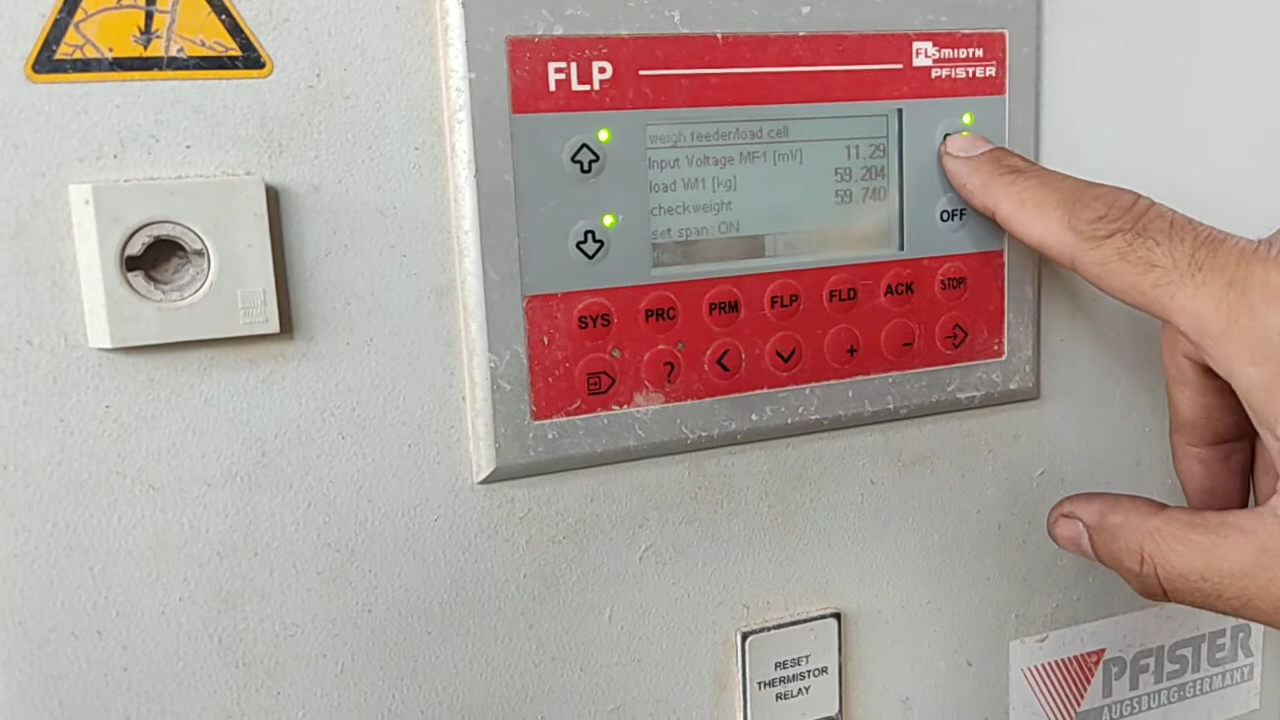 FLP
FLSMIDTH
PFISTER
weigh feeder/load cell
Input Voltage MF1 [mV] 11.29
load WI1 [kg] 59.204
checkweight 59.740
set span: ON
OFF
SYS PRC PRM FLP FLD ACK STOP!
? + -
RESET
THERMISTOR
RELAY
PFISTER
AUGSBURG·GERMANY